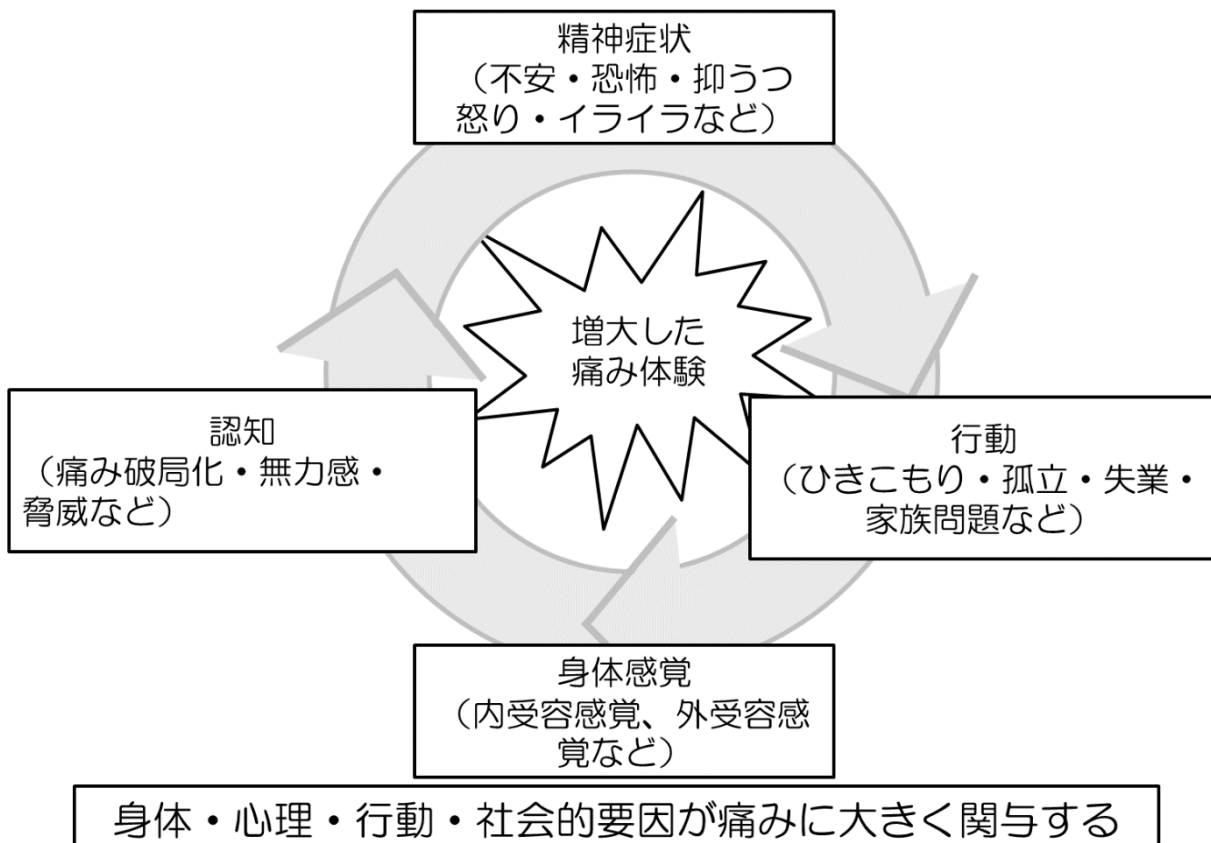 精神症状
（不安・恐怖・抑うつ
怒り・イライラなど）
増大した
痛み体験
認知
（痛み破局化・無力感・
脅威など）
行動
（ひきこもり・孤立・失業・
家族問題など）
身体感覚
（内受容感覚、外受容感
覚など）
身体・心理・行動・社会的要因が痛みに大きく関与する